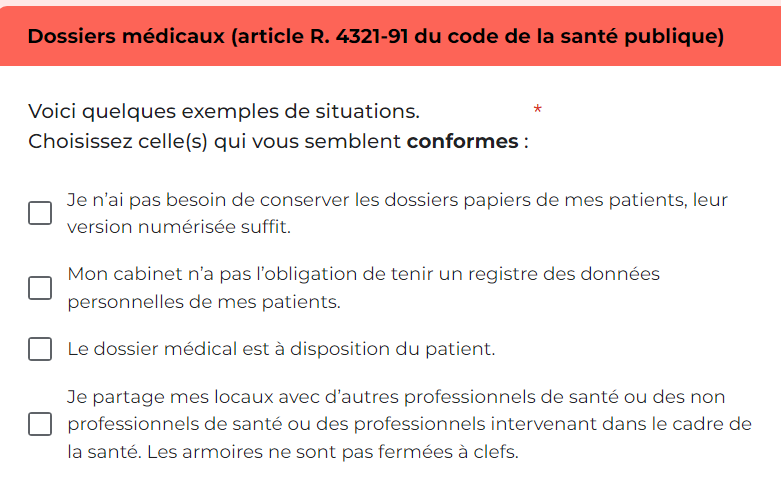 Dossiers médicaux (article R. 4321-91 du code de la santé publique)
Voici quelques exemples de situations. *
Choisissez celle(s) qui vous semblent conformes :
Je n’ai pas besoin de conserver les dossiers papiers de mes patients, leur
version numérisée suffit.
Mon cabinet n’a pas l’obligation de tenir un registre des données
personnelles de mes patients.
Le dossier médical est à disposition du patient.
Je partage mes locaux avec d’autres professionnels de santé ou des non
professionnels de santé ou des professionnels intervenant dans le cadre de
la santé. Les armoires ne sont pas fermées à clefs.